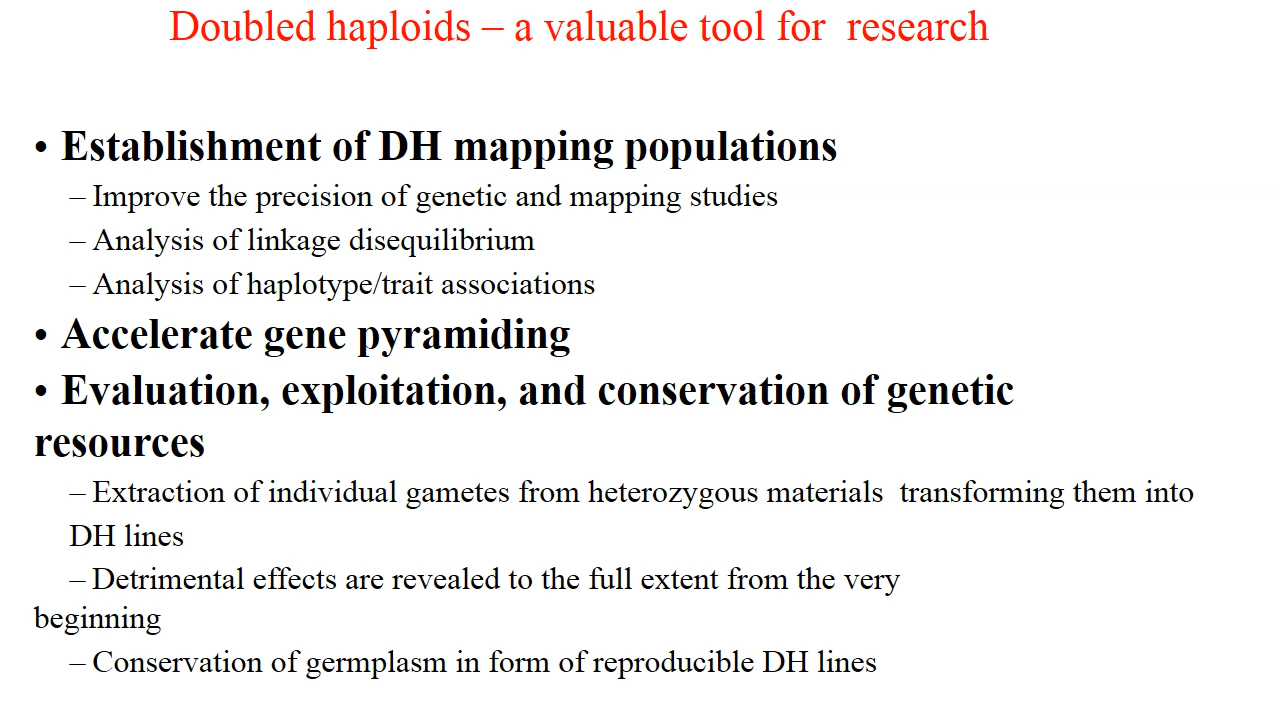 Doubled haploids – a valuable tool for  research
• Establishment of DH mapping populations
– Improve the precision of genetic and mapping studies
– Analysis of linkage disequilibrium
– Analysis of haplotype/trait associations
• Accelerate gene pyramiding
• Evaluation, exploitation, and conservation of genetic
resources
– Extraction of individual gametes from heterozygous materials  transforming them into
DH lines
– Detrimental effects are revealed to the full extent from the very
beginning
– Conservation of germplasm in form of reproducible DH lines